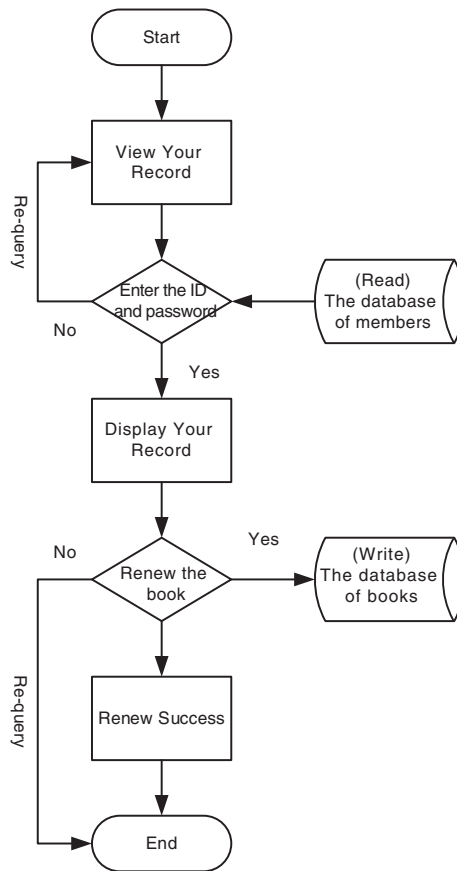 Start
View Your
Record
Re-query
Enter the ID
and password
No
(Read)
The database
of members
Yes
Display Your
Record
No
Yes
Renew the
book
(Write)
The database
of books
Re-query
Renew Success
End